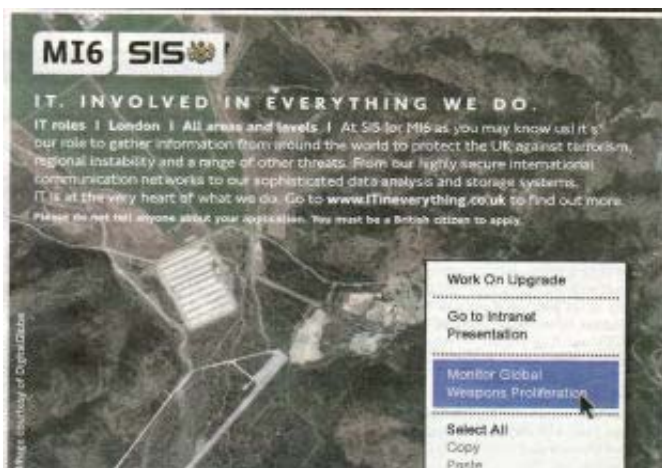 MI6 SIS
IT. INVOLVED IN EVERYTHING WE DO.
IT roles | London | All areas and levels | At SIS (or MI6 as you may know us) it's
our role to gather information from around the world to protect the UK against terrorism,
regional instability and a range of other threats. From our highly secure international
communication networks to our sophisticated data analysis and storage systems,
IT is at the very heart of what we do. Go to www.ITineverything.co.uk to find out more.
Please do not tell anyone about your application. You must be a British citizen to apply.
Work On Upgrade
Go to Intranet
Presentation
Monitor Global
Weapons Proliferation
Select All
Copy
Paste
Image courtesy of DigitalGlobe